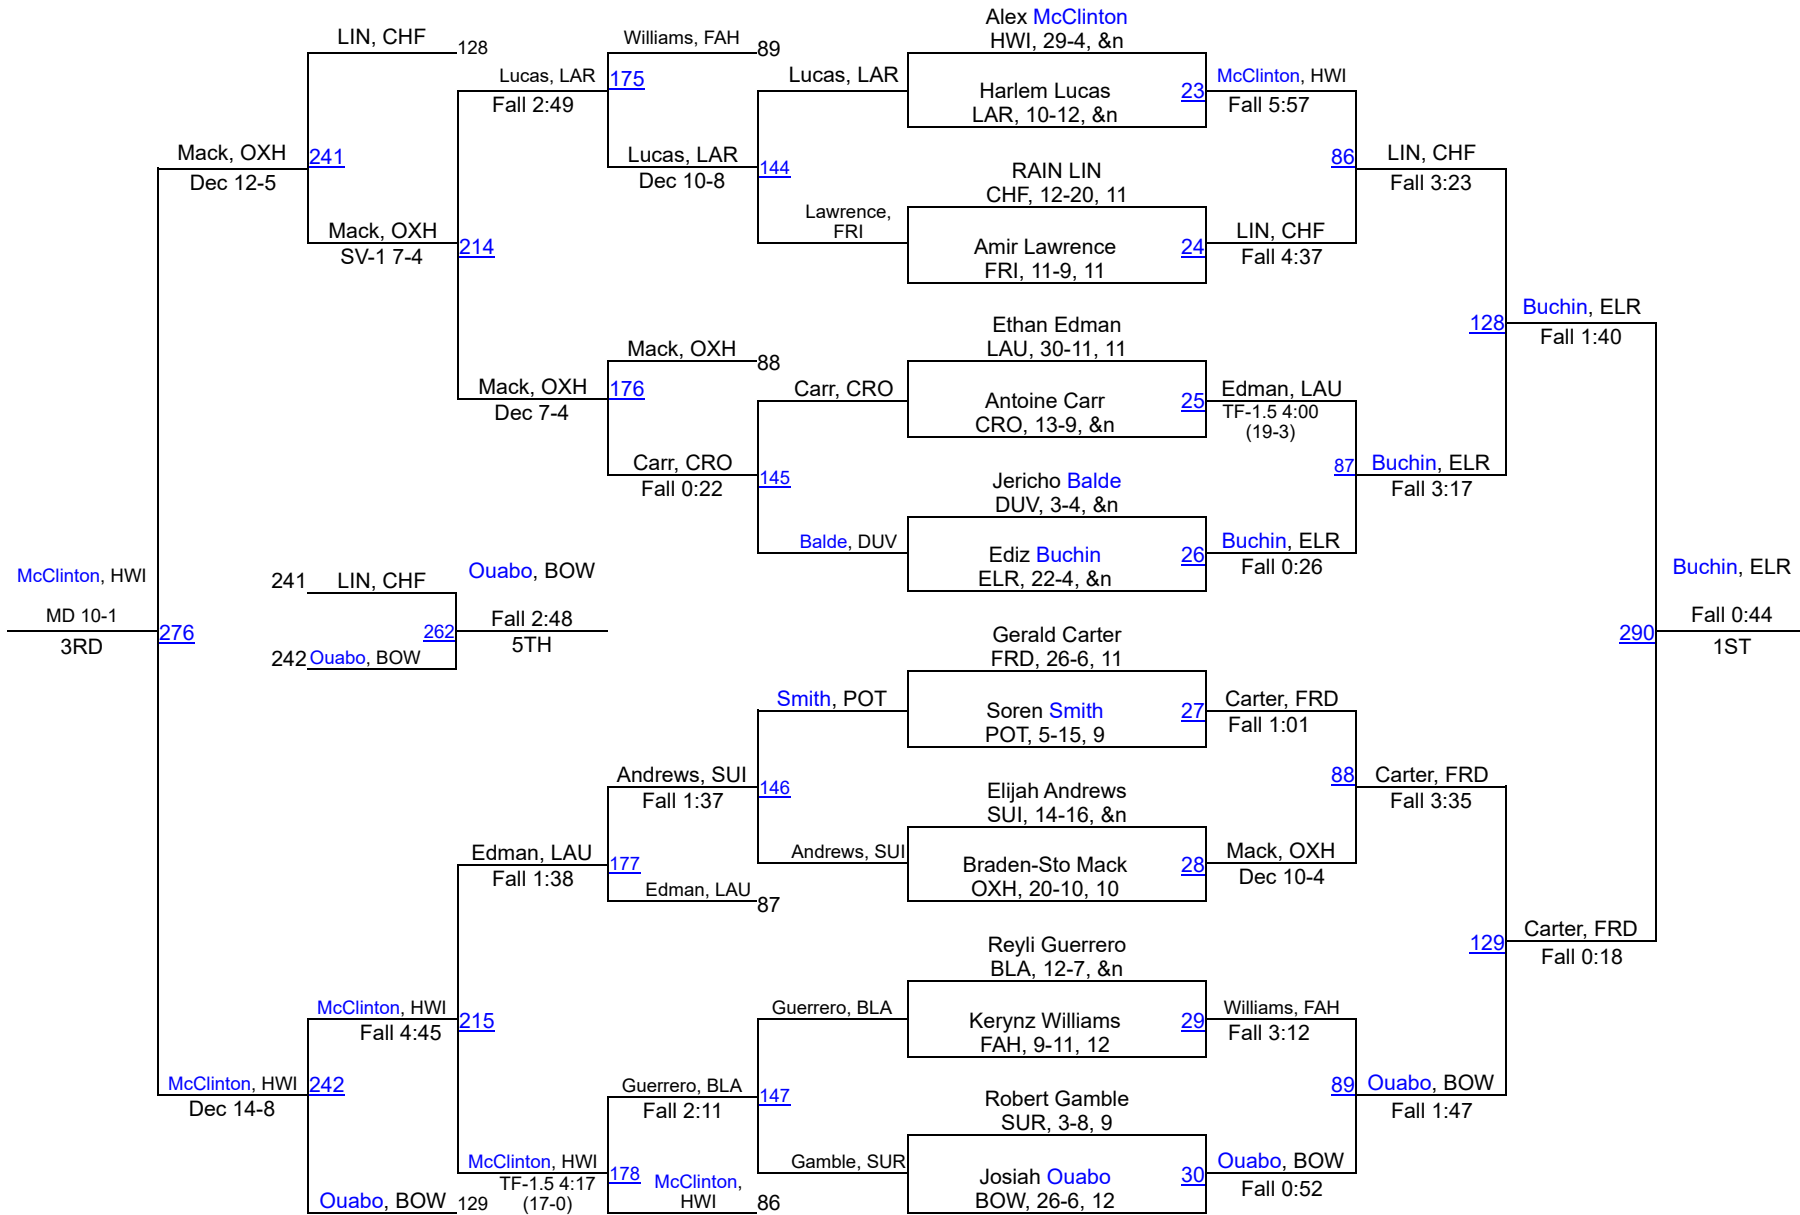 Alex McClinton
HWI, 29-4, &n
LIN, CHF
128
Williams, FAH
89
Lucas, LAR
175
Fall 2:49
Lucas, LAR
Harlem Lucas
LAR, 10-12, &n
23
McClinton, HWI
Fall 5:57
Mack, OXH
241
Dec 12-5
Lucas, LAR
Dec 10-8
144
RAIN LIN
CHF, 12-20, 11
86
LIN, CHF
Fall 3:23
Mack, OXH
SV-1 7-4
214
Lawrence,
FRI
Amir Lawrence
FRI, 11-9, 11
24
LIN, CHF
Fall 4:37
Ethan Edman
LAU, 30-11, 11
128
Buchin, ELR
Fall 1:40
Mack, OXH
88
Mack, OXH
176
Dec 7-4
Carr, CRO
Antoine Carr
CRO, 13-9, &n
25
Edman, LAU
TF-1.5 4:00
(19-3)
Carr, CRO
Fall 0:22
145
Jericho Balde
DUV, 3-4, &n
87
Buchin, ELR
Fall 3:17
Balde, DUV
Ediz Buchin
ELR, 22-4, &n
26
Buchin, ELR
Fall 0:26
McClinton, HWI
MD 10-1
3RD
276
241
LIN, CHF
Ouabo, BOW
Fall 2:48
5TH
262
242
Ouabo, BOW
Buchin, ELR
Fall 0:44
1ST
290
Gerald Carter
FRD, 26-6, 11
Smith, POT
Soren Smith
POT, 5-15, 9
27
Carter, FRD
Fall 1:01
Andrews, SUI
Fall 1:37
146
Elijah Andrews
SUI, 14-16, &n
88
Carter, FRD
Fall 3:35
Edman, LAU
Fall 1:38
177
Andrews, SUI
Braden-Sto Mack
OXH, 20-10, 10
28
Mack, OXH
Dec 10-4
Edman, LAU
87
Reyli Guerrero
BLA, 12-7, &n
129
Carter, FRD
Fall 0:18
McClinton, HWI
Fall 4:45
215
Guerrero, BLA
Kerynz Williams
FAH, 9-11, 12
29
Williams, FAH
Fall 3:12
McClinton, HWI
242
Dec 14-8
Guerrero, BLA
Fall 2:11
147
Robert Gamble
SUR, 3-8, 9
89
Ouabo, BOW
Fall 1:47
McClinton, HWI
TF-1.5 4:17
(17-0)
178
McClinton,
HWI
86
Gamble, SUR
Josiah Ouabo
BOW, 26-6, 12
30
Ouabo, BOW
Fall 0:52
Ouabo, BOW
129